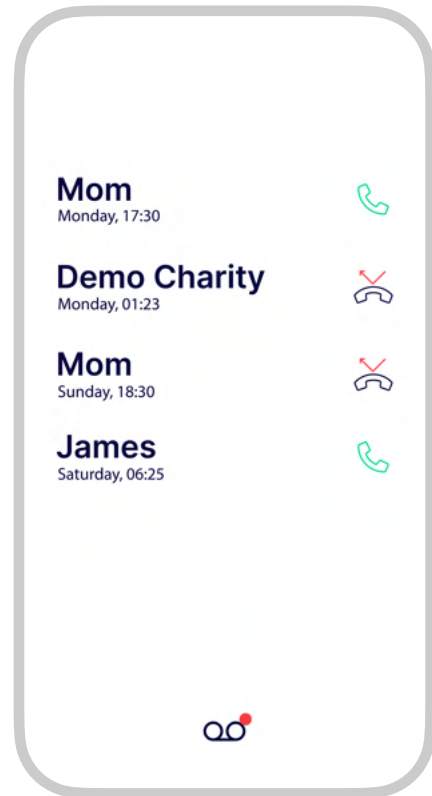 Mom
Monday, 17:30
Demo Charity
Monday, 01:23
Mom
Sunday, 18:30
James
Saturday, 06:25